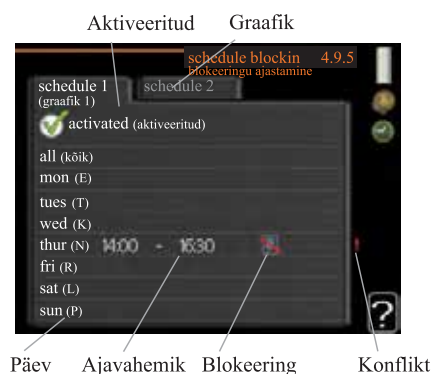 Aktiveeritud Graafik
schedule blockin 4.9.5
blokeeringu ajastamine
schedule 1 schedule 2
(graafik 1)
activated (aktiveeritud)
all (kõik)
mon (E)
tues (T)
wed (K)
thur (N) 14:00 - 16:30 !
fri (R)
sat (L)
sun (P) ?
Päev Ajavahemik Blokeering Konflikt